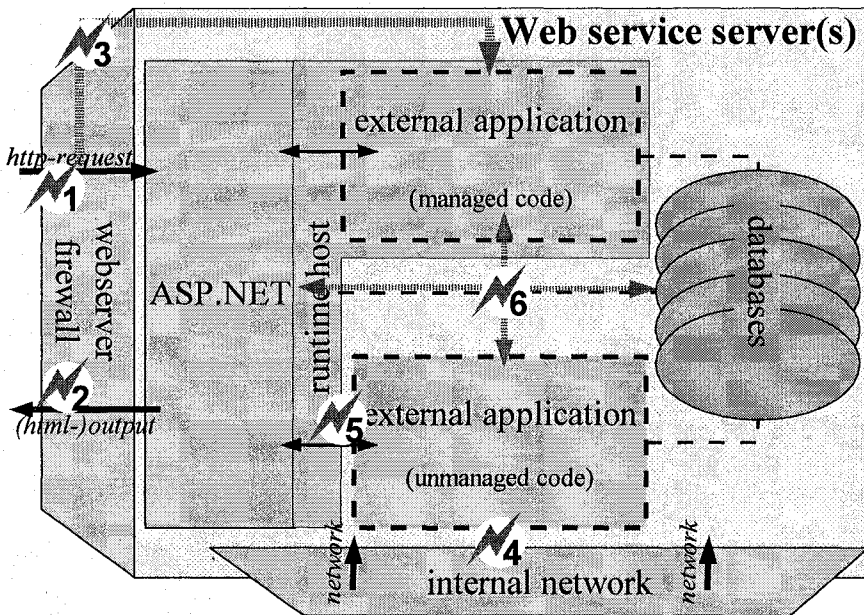 3
Web service server(s)
external application
http-request
1
(managed code)
firewall
webserver
ASP.NET
runtime host
6
databases
2
(html-)output
external application
5
(unmanaged code)
network
4
network
internal network